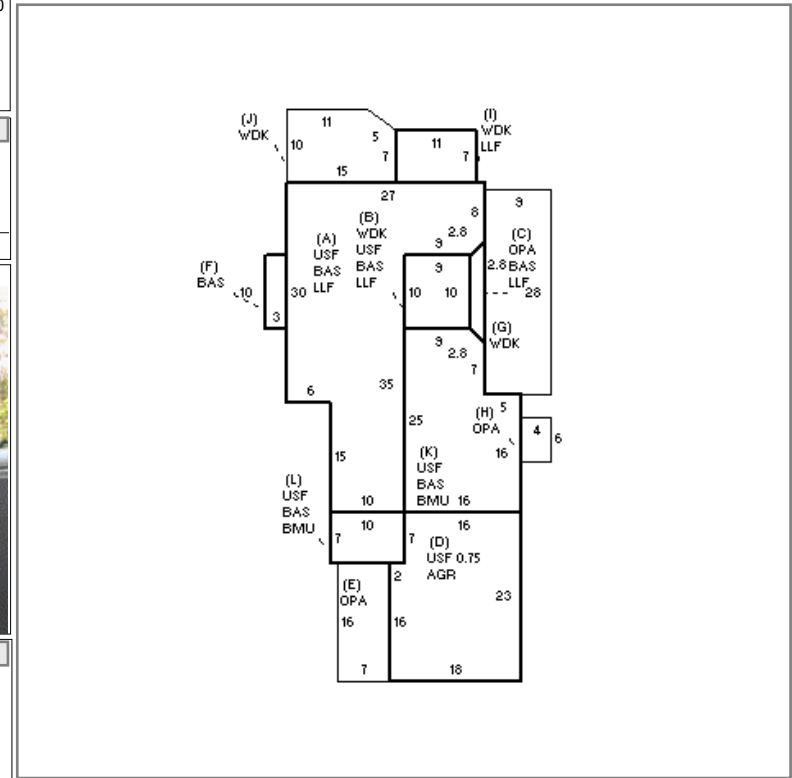 (J)
WDK
11
10
5
7
15
(I)
WDK
LLF
11
7
27
8
(A)
USF
BAS
LLF
(B)
WDK
USF
BAS
LLF
2.8
9
9
10
10
(C)
OPA
BAS
LLF
9
2.8
28
(F)
BAS
10
3
30
(G)
WDK
9
2.8
7
35
6
25
(H)
OPA
5
4
6
16
15
(K)
USF
BAS
BMU
16
(L)
USF
BAS
BMU
10
10
7
7
16
(D)
USF 0.75
AGR
23
(E)
OPA
2
16
16
7
18